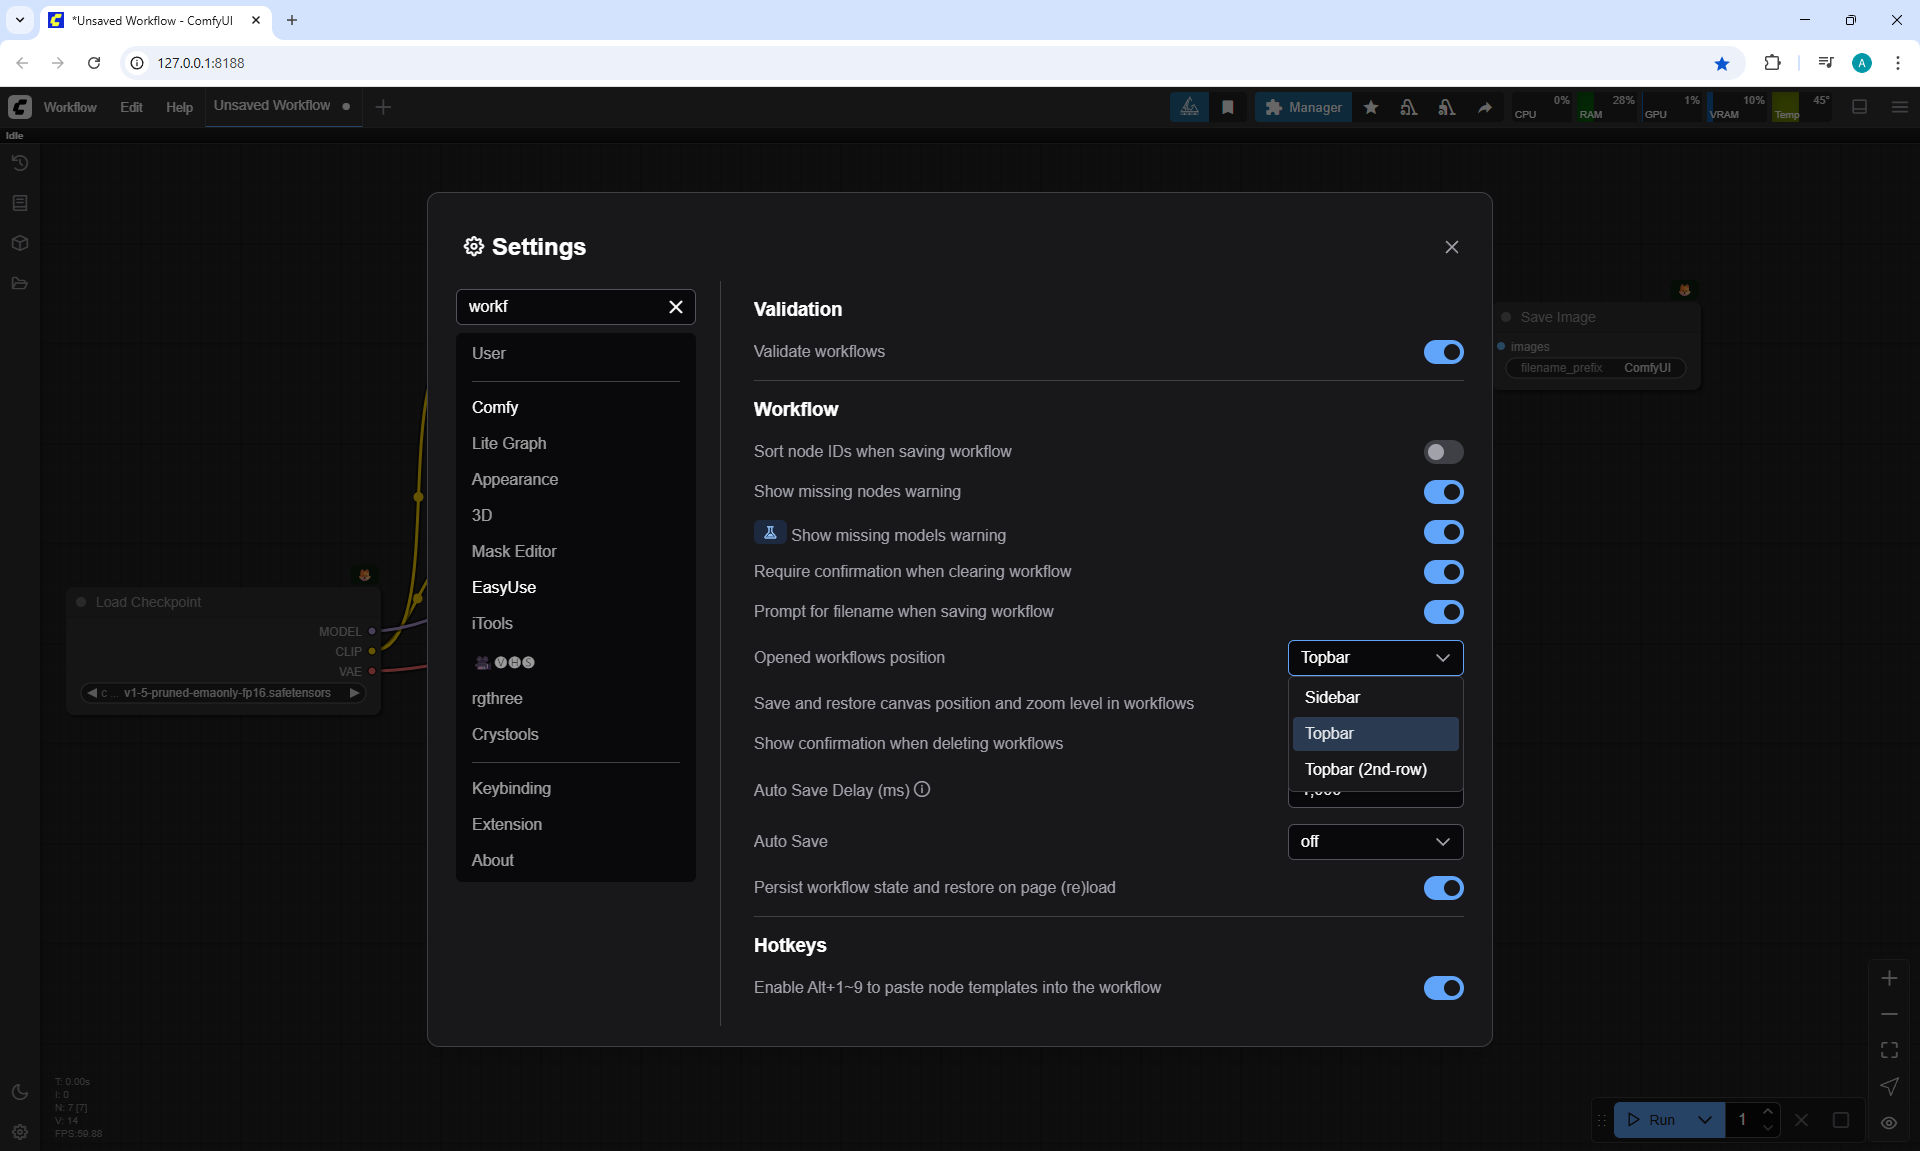 *Unsaved Workflow - ComfyUI
127.0.0.1:8188
A
Workflow Edit Help Unsaved Workflow
Manager
CPU 0% RAM 28% GPU 1% VRAM 10% Temp 45°
Idle
Settings
workf
User
Comfy
Lite Graph
Appearance
3D
Mask Editor
EasyUse
iTools
VHS
rgthree
Crystools
Keybinding
Extension
About
Validation
Validate workflows
Workflow
Sort node IDs when saving workflow
Show missing nodes warning
Show missing models warning
Require confirmation when clearing workflow
Prompt for filename when saving workflow
Opened workflows position Topbar
Sidebar
Topbar
Topbar (2nd-row)
Save and restore canvas position and zoom level in workflows
Show confirmation when deleting workflows
Auto Save Delay (ms)
Auto Save off
Persist workflow state and restore on page (re)load
Hotkeys
Enable Alt+1~9 to paste node templates into the workflow
Load Checkpoint
MODEL
CLIP
VAE
c ... v1-5-pruned-emaonly-fp16.safetensors
Save Image
images
filename_prefix ComfyUI
T: 0.00s
I: 0
N: 7 [7]
V: 14
FPS:59.88
Run 1